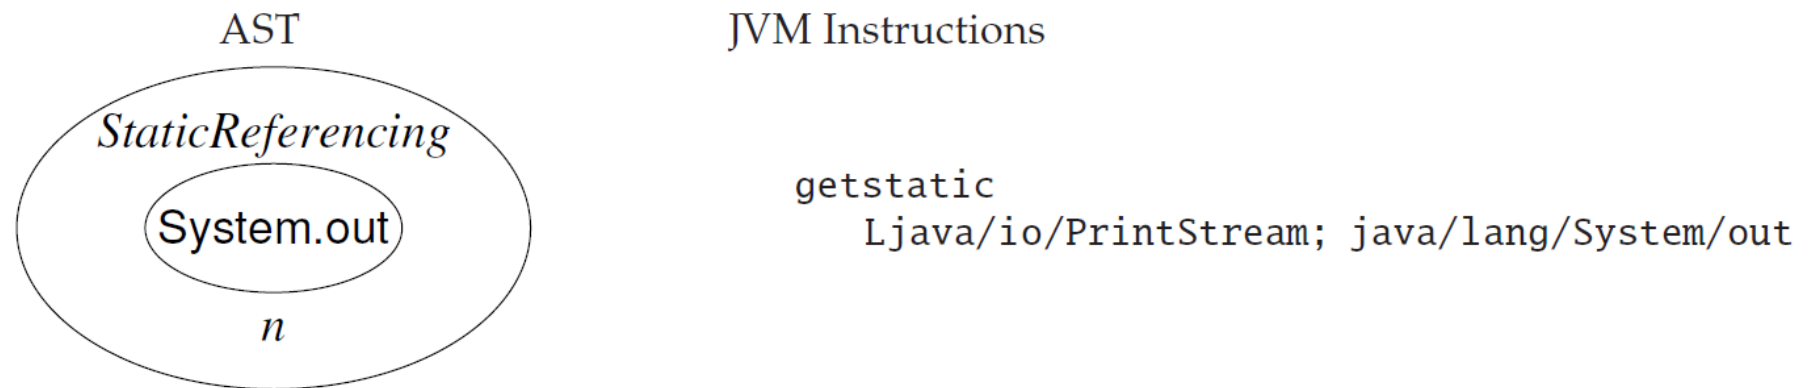 AST
JVM Instructions
StaticReferencing
System.out
n
getstatic
Ljava/io/PrintStream; java/lang/System/out